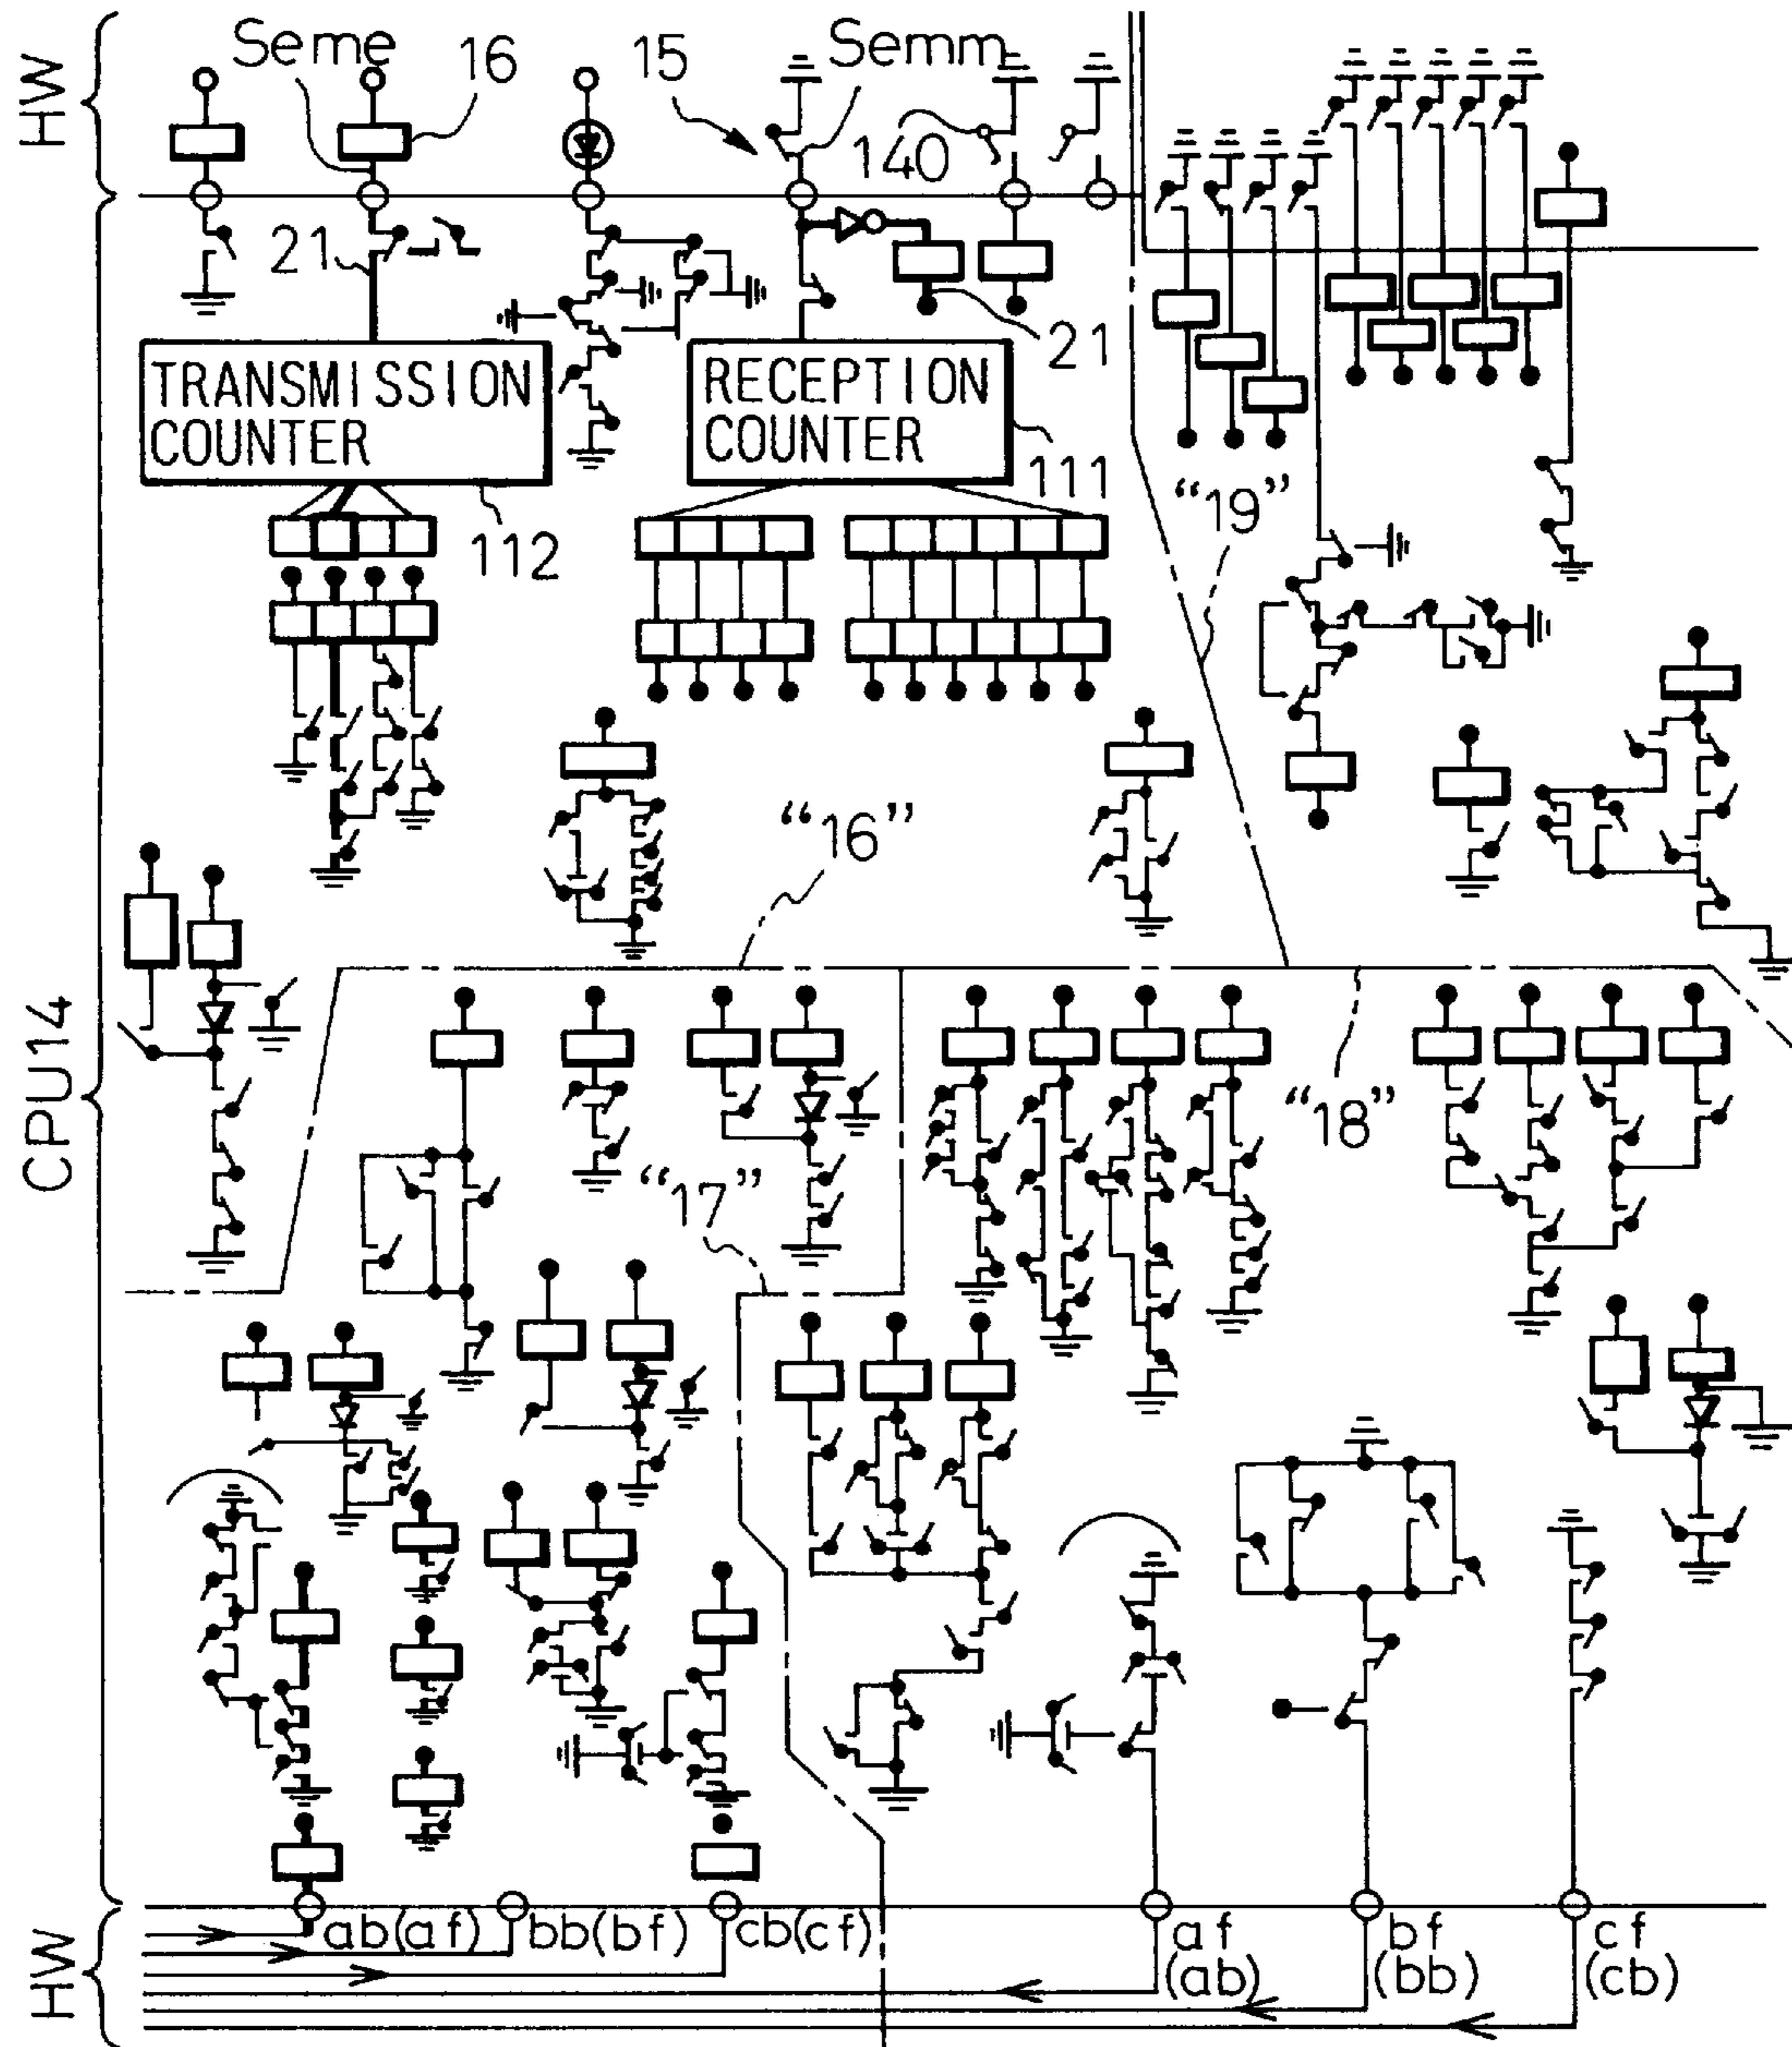 HW
Seme
16
15
Semm
140
21
21
TRANSMISSION
COUNTER
RECEPTION
COUNTER
112
111
“19”
“16”
CPU14
“18”
“17”
HW
ab(af)
bb(bf)
cb(cf)
af
(ab)
bf
(bb)
cf
(cb)